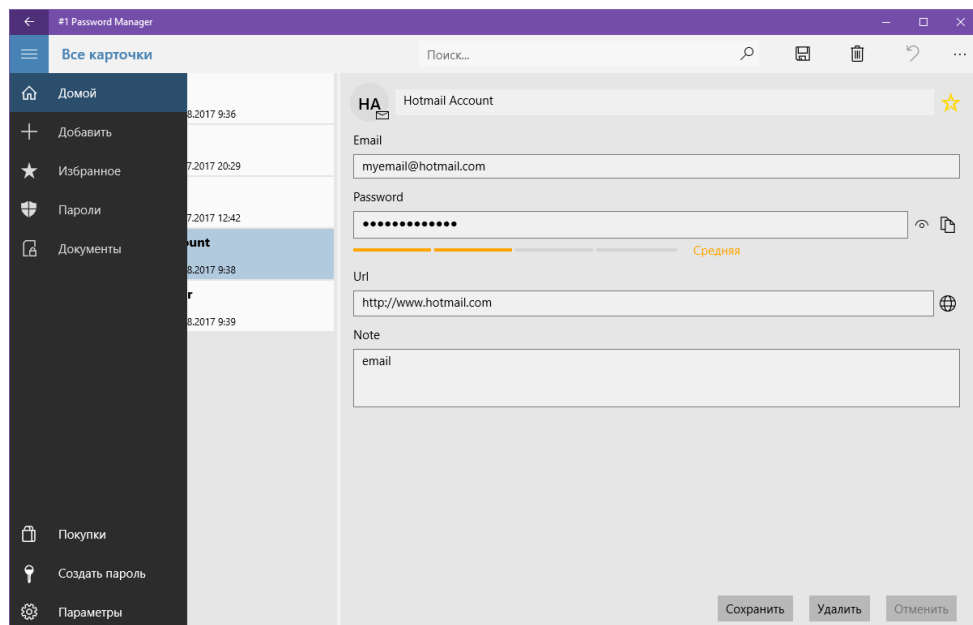 #1 Password Manager
Все карточки
Поиск...
Домой
Добавить
Избранное
Пароли
Документы
Покупки
Создать пароль
Параметры
8.2017 9:36
7.2017 20:29
7.2017 12:42
unt
8.2017 9:38
r
8.2017 9:39
HA
Hotmail Account
Email
myemail@hotmail.com
Password
•••••••••••••
Средняя
Url
http://www.hotmail.com
Note
email
Сохранить
Удалить
Отменить